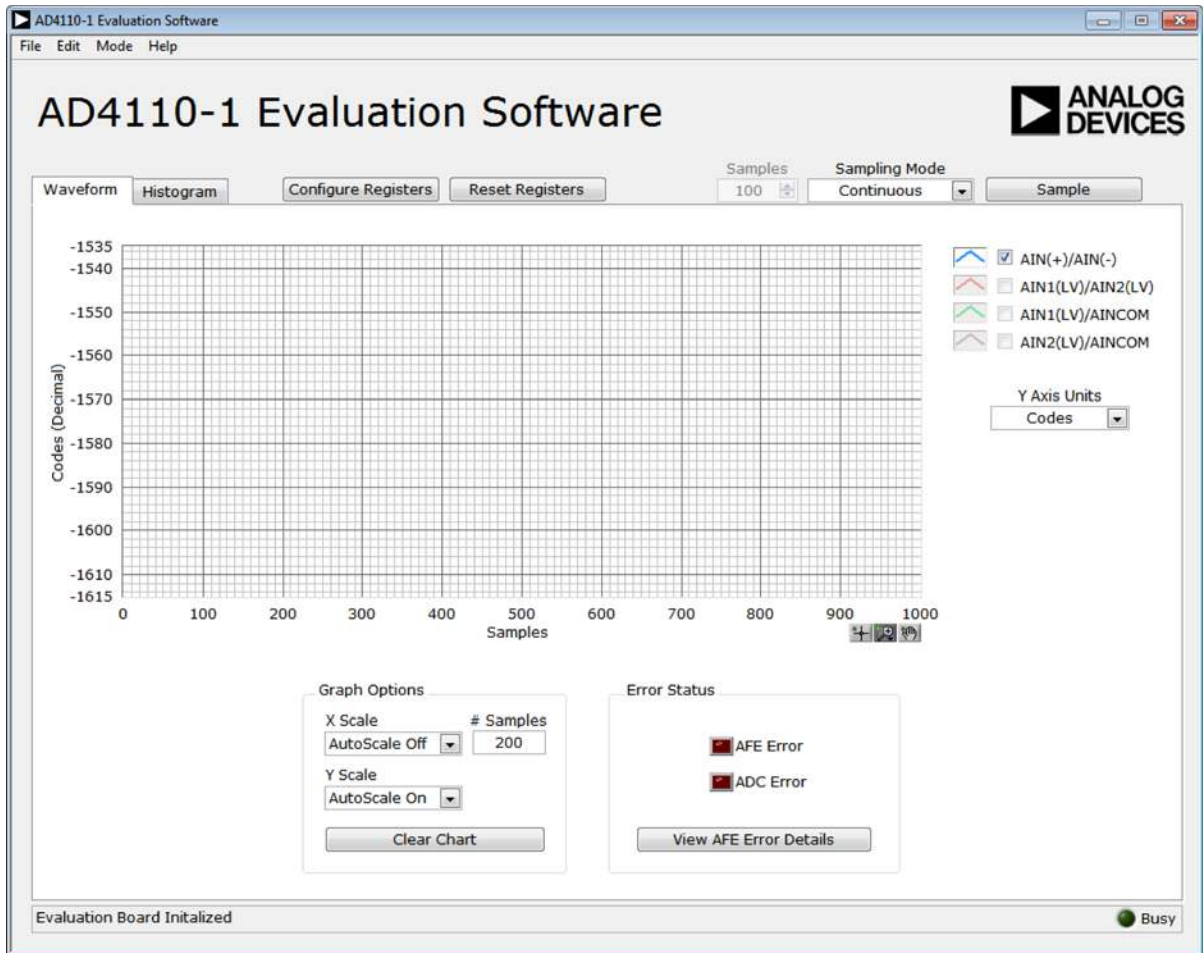 AD4110-1 Evaluation Software
File Edit Mode Help
AD4110-1 Evaluation Software
ANALOG
DEVICES
Waveform
Histogram
Configure Registers
Reset Registers
Samples
100
Sampling Mode
Continuous
Sample
-1535
-1540
-1550
-1560
-1570
-1580
-1590
-1600
-1610
-1615
Codes (Decimal)
0 100 200 300 400 500 600 700 800 900 1000
Samples
AIN(+)/AIN(-)
AIN1(LV)/AIN2(LV)
AIN1(LV)/AINCOM
AIN2(LV)/AINCOM
Y Axis Units
Codes
Graph Options
X Scale
AutoScale Off
# Samples
200
Y Scale
AutoScale On
Clear Chart
Error Status
AFE Error
ADC Error
View AFE Error Details
Evaluation Board Initalized
Busy